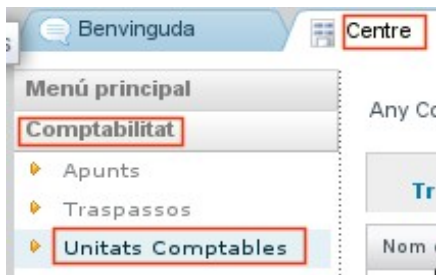 Benvinguda
Centre
Menú principal
Any Co
Comptabilitat
Apunts
Traspassos
Tr
Unitats Comptables
Nom